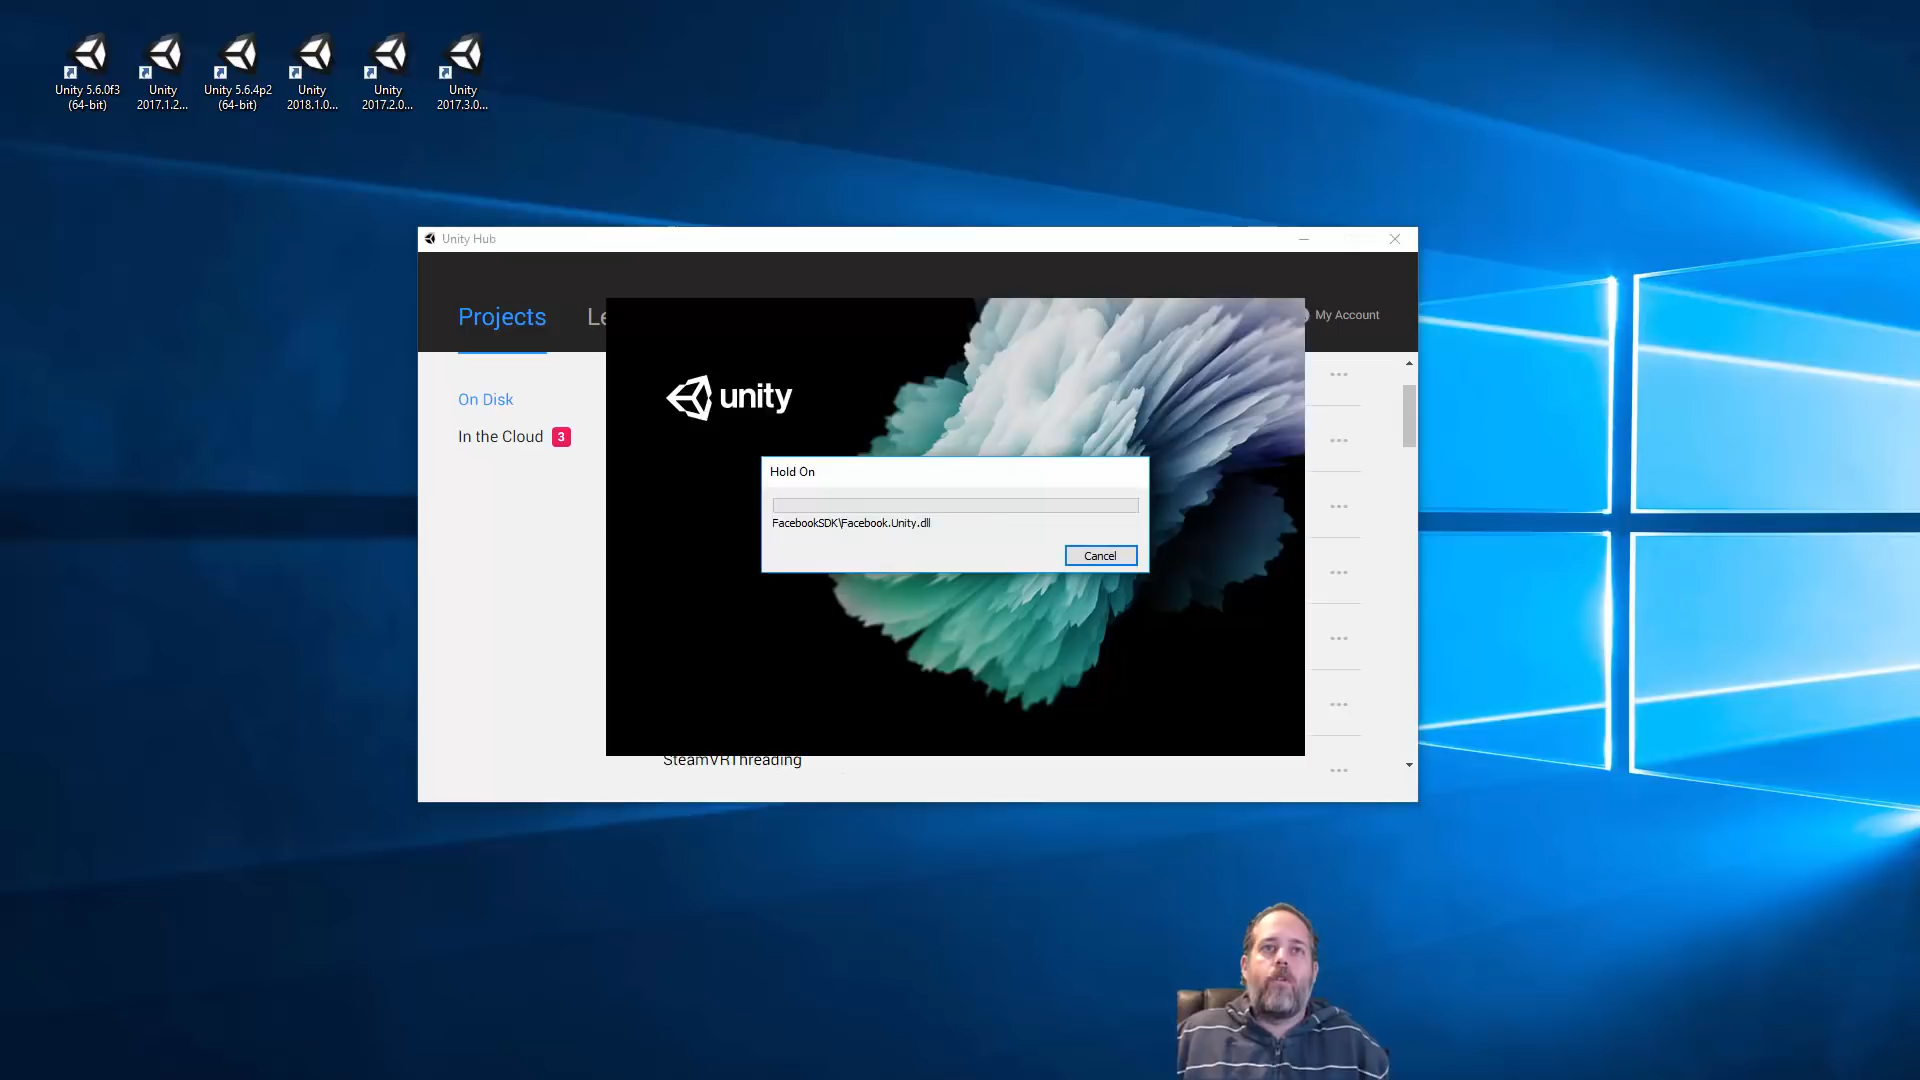 Unity 5.6.0f3
(64-bit)
Unity
2017.1.2...
Unity 5.6.4p2
(64-bit)
Unity
2018.1.0...
Unity
2017.2.0...
Unity
2017.3.0...
Unity Hub
Projects
Le
My Account
On Disk
In the Cloud 3
unity
Hold On
FacebookSDK\Facebook.Unity.dll
Cancel
SteamVRThreading